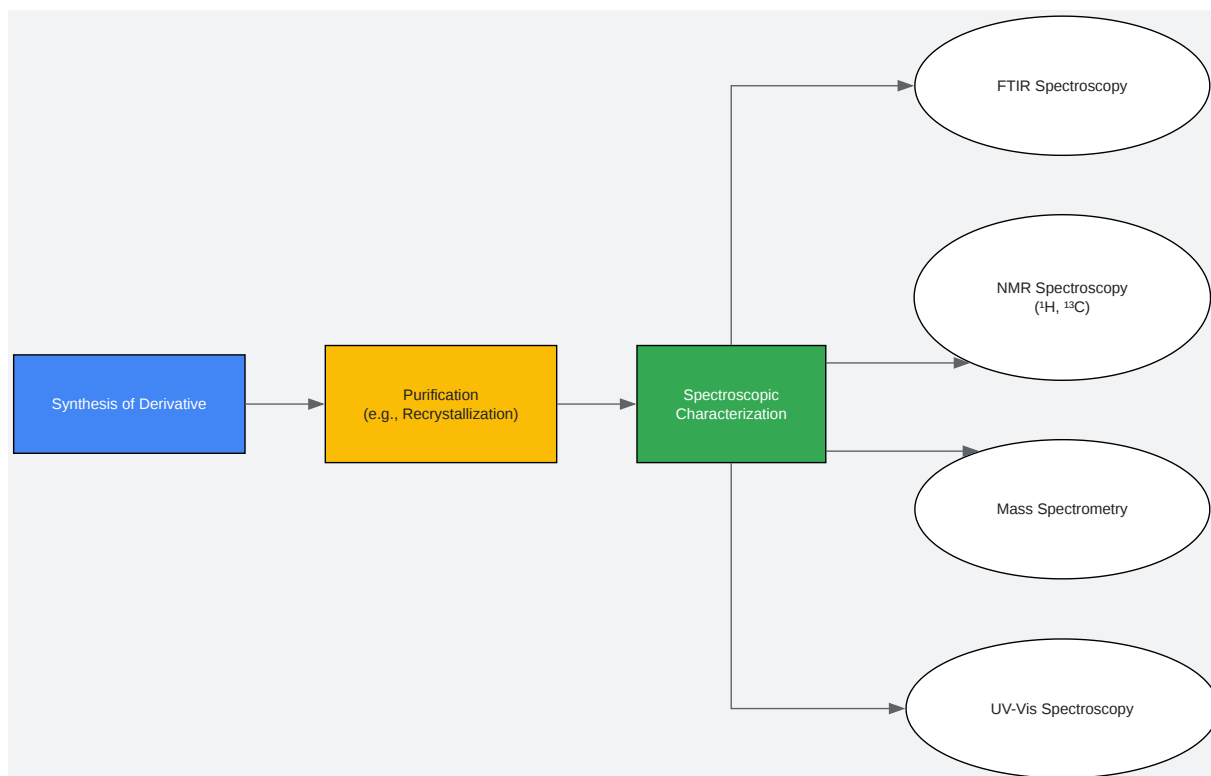 Synthesis of Derivative
Purification
(e.g., Recrystallization)
Spectroscopic
Characterization
FTIR Spectroscopy
NMR Spectroscopy
(¹H, ¹³C)
Mass Spectrometry
UV-Vis Spectroscopy